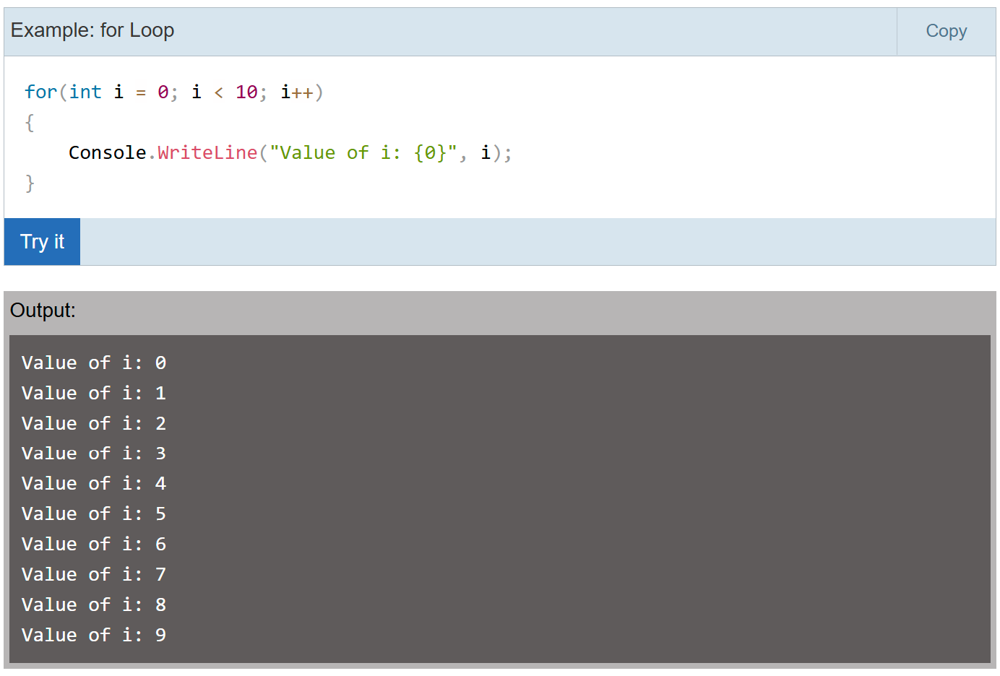 Example: for Loop
Copy
for(int i = 0; i < 10; i++)
{
    Console.WriteLine("Value of i: {0}", i);
}
Try it
Output:
Value of i: 0
Value of i: 1
Value of i: 2
Value of i: 3
Value of i: 4
Value of i: 5
Value of i: 6
Value of i: 7
Value of i: 8
Value of i: 9